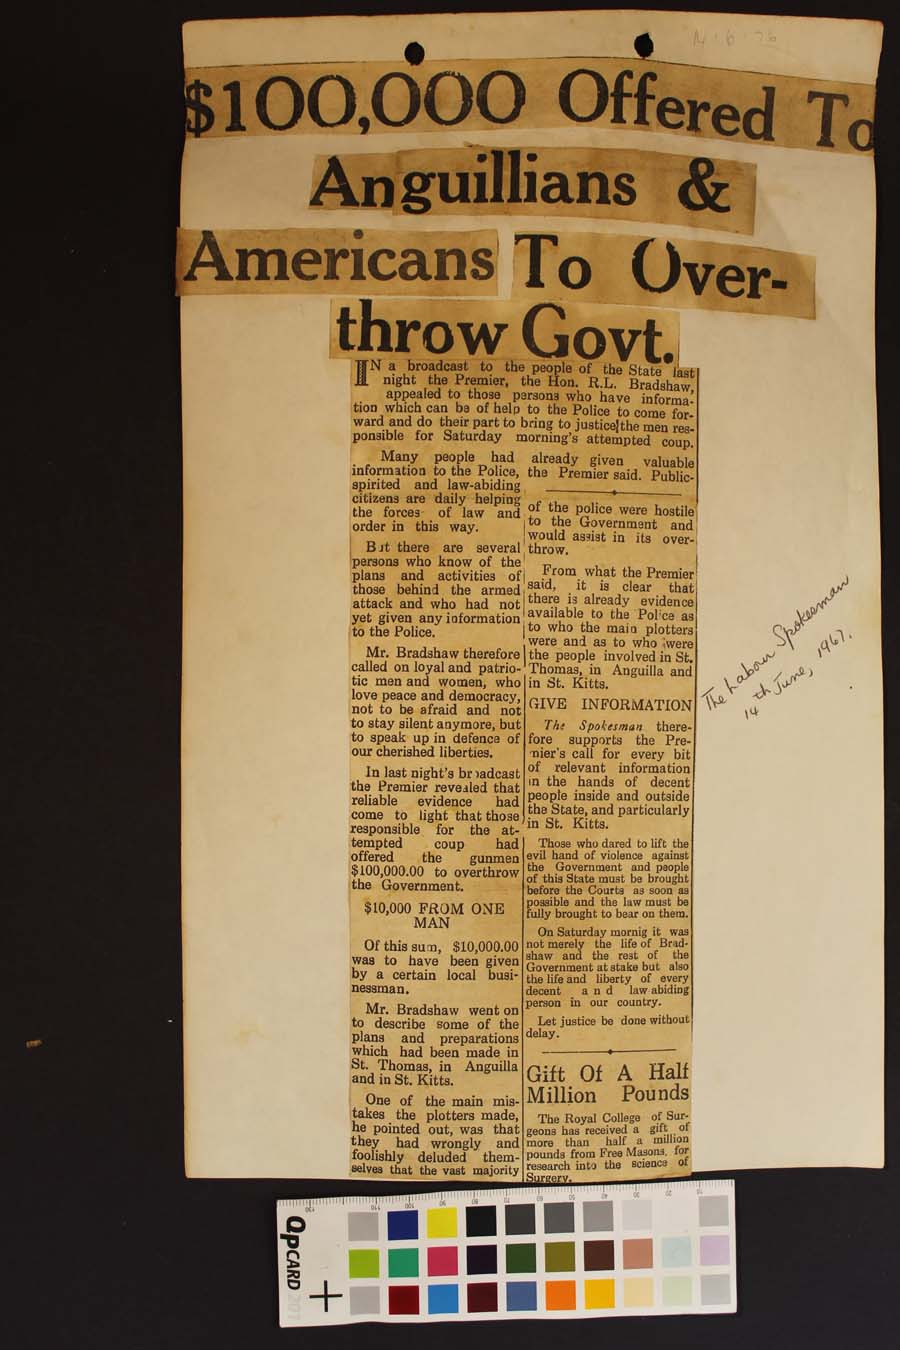 14.6.76
$100,000 Offered To
Anguillians &
Americans To Over-
throw Govt.
IN a broadcast to the people of the State last
night the Premier, the Hon. R.L. Bradshaw,
appealed to those persons who have informa-
tion which can be of help to the Police to come for-
ward and do their part to bring to justice the men res-
ponsible for Saturday morning's attempted coup.
Many people had already given valuable
information to the Police, the Premier said. Public-
spirited and law-abiding
citizens are daily helping
the forces of law and
order in this way.
But there are several
persons who know of the
plans and activities of
those behind the armed
attack and who had not
yet given any information
to the Police.
Mr. Bradshaw therefore
called on loyal and patrio-
tic men and women, who
love peace and democracy,
not to be afraid and not
to stay silent anymore, but
to speak up in defence of
our cherished liberties.
In last night's broadcast
the Premier revealed that
reliable evidence had
come to light that those
responsible for the at-
tempted coup had
offered the gunmen
$100,000.00 to overthrow
the Government.
$10,000 FROM ONE
MAN
Of this sum, $10,000.00
was to have been given
by a certain local busi-
nessman.
Mr. Bradshaw went on
to describe some of the
plans and preparations
which had been made in
St. Thomas, in Anguilla
and in St. Kitts.
One of the main mis-
takes the plotters made,
he pointed out, was that
they had wrongly and
foolishly deluded them-
selves that the vast majority
of the police were hostile
to the Government and
would assist in its over-
throw.
From what the Premier
said, it is clear that
there is already evidence
available to the Police as
to who the main plotters
were and as to who were
the people involved in St.
Thomas, in Anguilla and
in St. Kitts.
GIVE INFORMATION
The Spokesman there-
fore supports the Pre-
mier's call for every bit
of relevant information
in the hands of decent
people inside and outside
the State, and particularly
in St. Kitts.
Those who dared to lift the
evil hand of violence against
the Government and people
of this State must be brought
before the Courts as soon as
possible and the law must be
fully brought to bear on them.
On Saturday mornig it was
not merely the life of Brad-
shaw and the rest of the
Government at stake but also
the life and liberty of every
decent and law abiding
person in our country.
Let justice be done without
delay.
Gift Of A Half
Million Pounds
The Royal College of Sur-
geons has received a gift of
more than half a million
pounds from Free Masons, for
research into the science of
Surgery.
The Labour Spokesman
14th June, 1967.
QPCARD 201
130 110 100 90 80 70 60 50 40 30 20 10